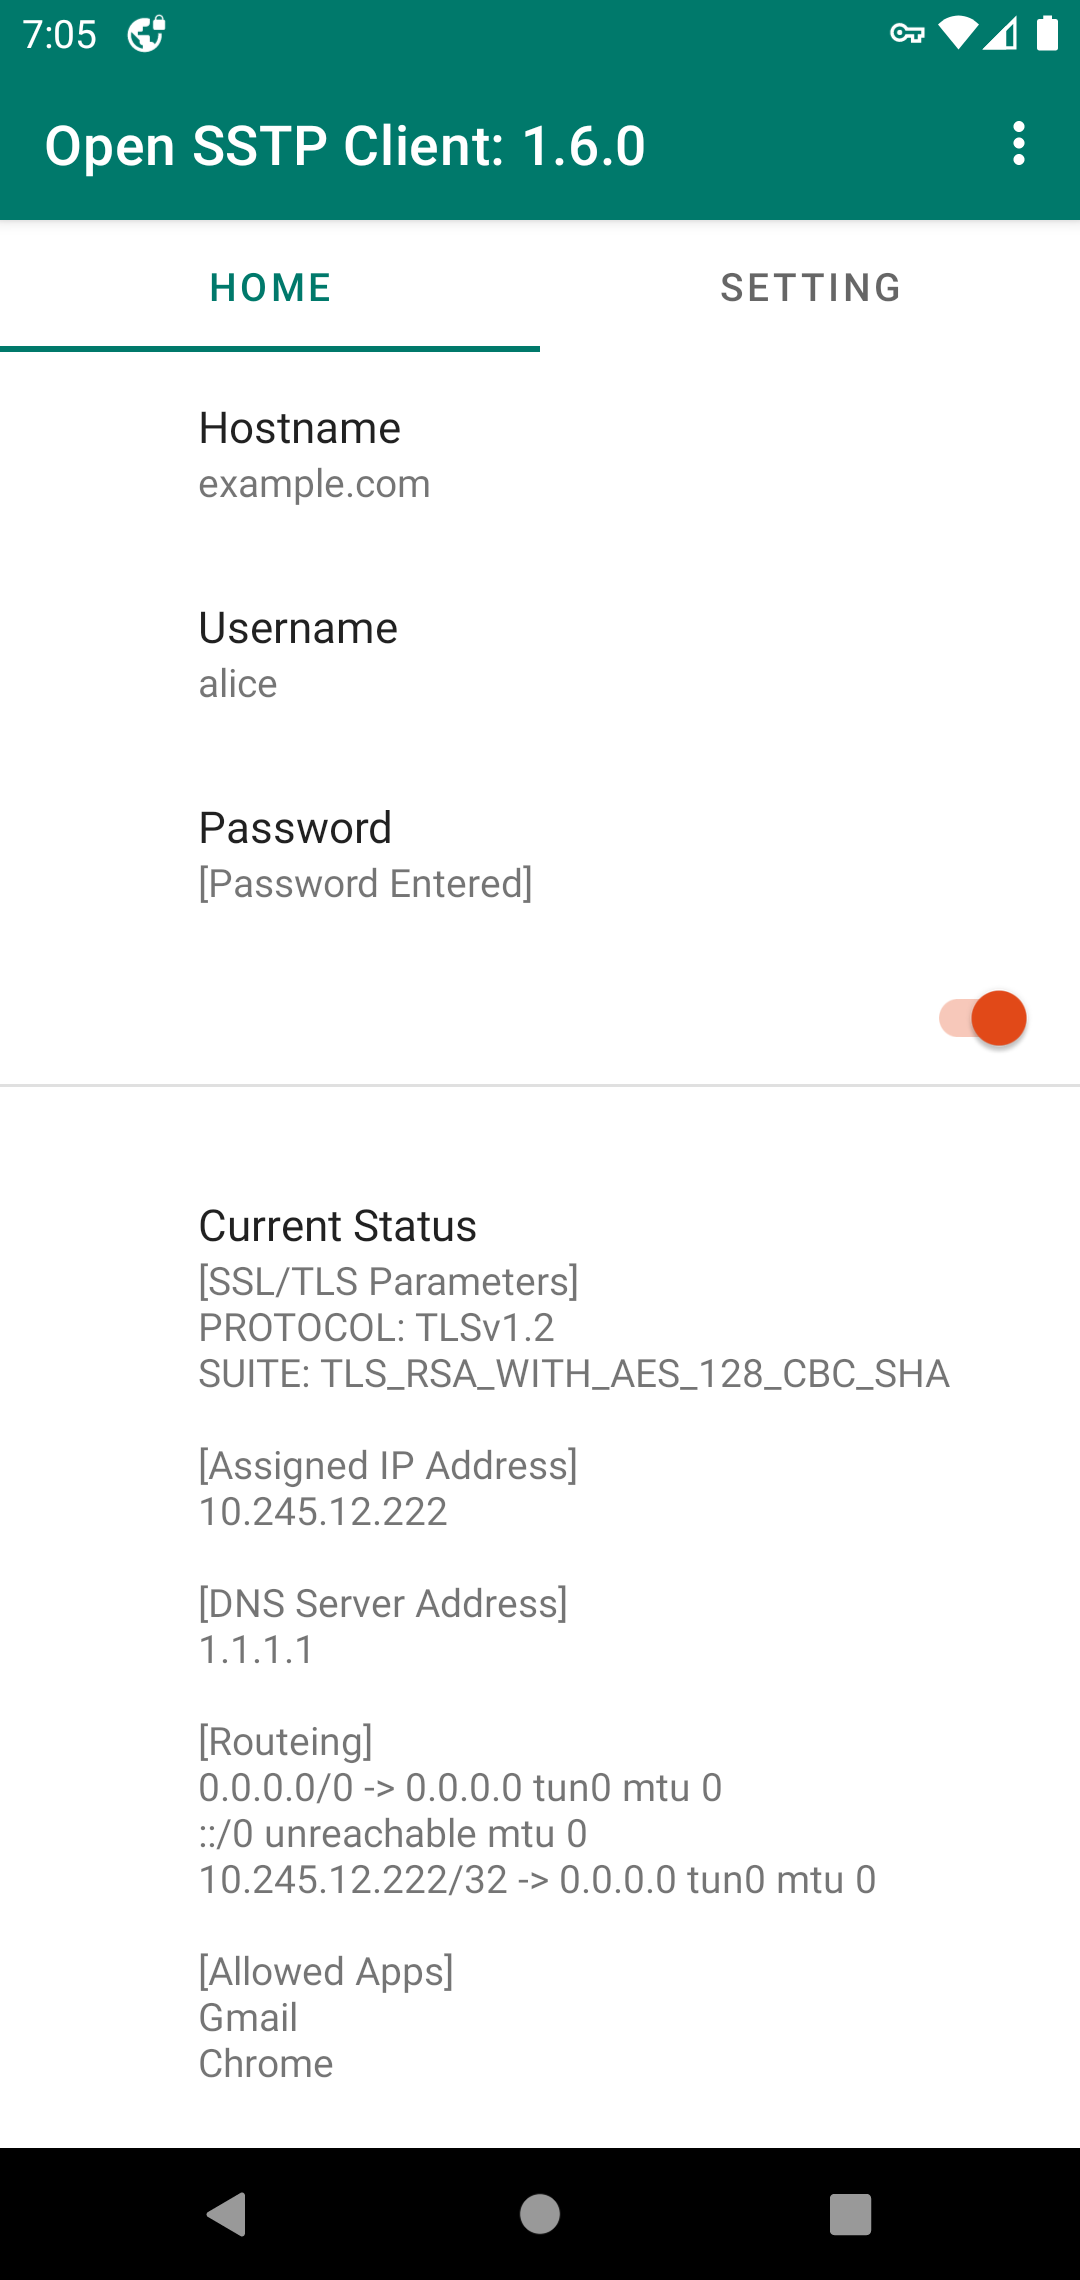 7:05
Open SSTP Client: 1.6.0
HOME
SETTING
Hostname
example.com
Username
alice
Password
[Password Entered]
Current Status
[SSL/TLS Parameters]
PROTOCOL: TLSv1.2
SUITE: TLS_RSA_WITH_AES_128_CBC_SHA
[Assigned IP Address]
10.245.12.222
[DNS Server Address]
1.1.1.1
[Routeing]
0.0.0.0/0 -> 0.0.0.0 tun0 mtu 0
::/0 unreachable mtu 0
10.245.12.222/32 -> 0.0.0.0 tun0 mtu 0
[Allowed Apps]
Gmail
Chrome